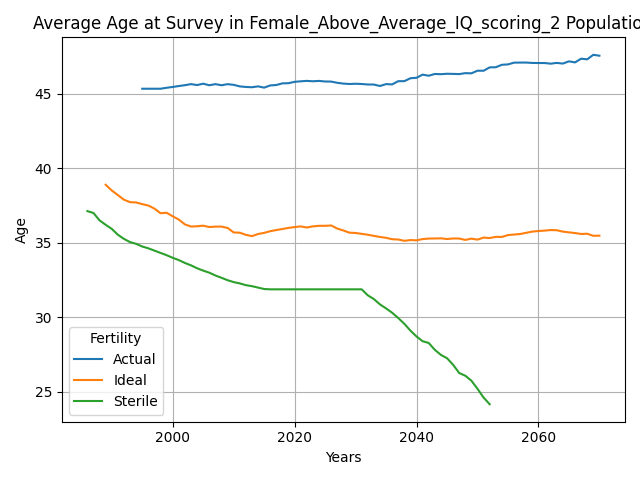 Average Age at Survey in Female_Above_Average_IQ_scoring_2 Populatio
45
40
35
30
25
Age
Fertility
Actual
Ideal
Sterile
2000 2020 2040 2060
Years